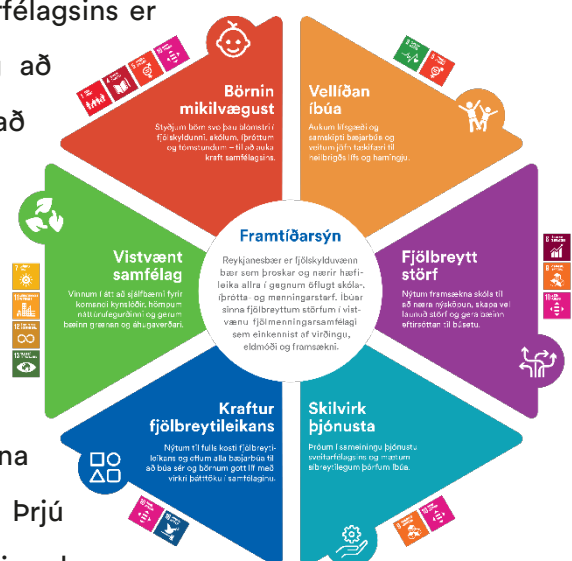 rfélagsins er
að
að
Börnin
mikilvægust
Styðjum börn svo þau blómstri í
fjölskyldunni, skólum, íþróttum
og tómstundum – til að auka
kraft samfélagsins.
Vellíðan
íbúa
Aukum lífsgæði og
samskipti bæjarbúa og
veitum jöfn tækifæri til
heilbrigðs lífs og hamingju.
Vistvænt
samfélag
Vinnum í átt að sjálfbærni fyrir
komandi kynslóðir, hömpum
náttúrufegurðinni og gerum
bæinn grænan og áhugaverðari.
Framtíðarsýn
Reykjanesbær er fjölskylduvænn
bær sem þroskar og nærir hæfi-
leika allra í gegnum öflugt skóla-,
íþrótta- og menningarstarf. Íbúar
sinna fjölbreyttum störfum í vist-
vænu fjölmenningarsamfélagi
sem einkennist af virðingu,
eldmóði og framsækni.
Fjölbreytt
störf
Nýtum framsækna skóla til
að næra nýsköpun, skapa vel
launuð störf og gera bæinn
eftirsóttan til búsetu.
Kraftur
fjölbreytileikans
Nýtum til fulls kosti fjölbreyti-
leikans og eflum alla bæjarbúa til
að búa sér og börnum gott líf með
virkri þátttöku í samfélaginu.
Skilvirk
þjónusta
Þróum í sameiningu þjónustu
sveitarfélagsins og mætum
síbreytilegum þörfum íbúa.
na
Þrjú